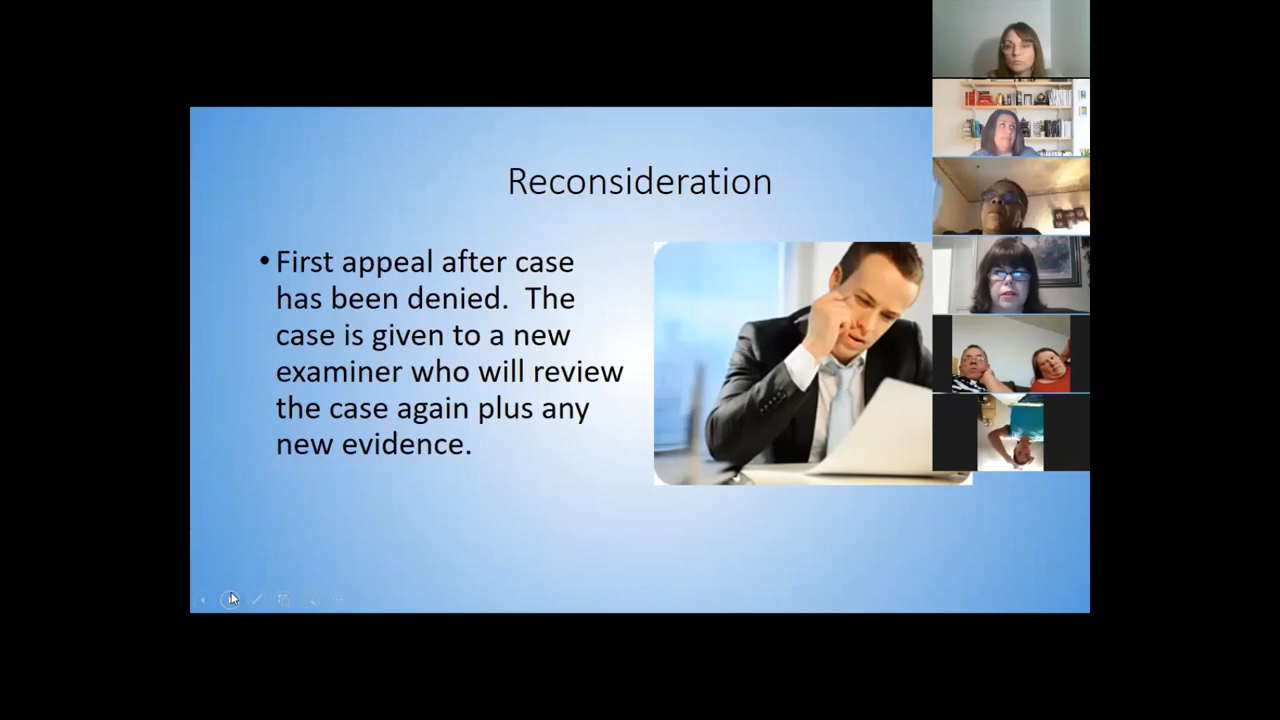 Reconsideration
• First appeal after case
has been denied.  The
case is given to a new
examiner who will review
the case again plus any
new evidence.